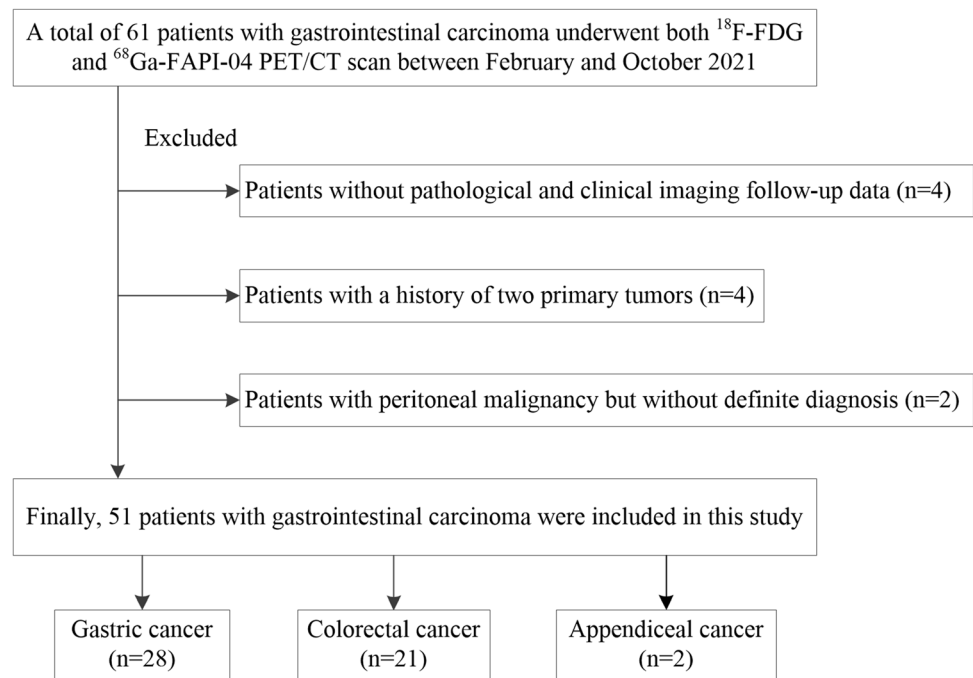 A total of 61 patients with gastrointestinal carcinoma underwent both ¹⁸F-FDG
and ⁶⁸Ga-FAPI-04 PET/CT scan between February and October 2021
Excluded
Patients without pathological and clinical imaging follow-up data (n=4)
Patients with a history of two primary tumors (n=4)
Patients with peritoneal malignancy but without definite diagnosis (n=2)
Finally, 51 patients with gastrointestinal carcinoma were included in this study
Gastric cancer
(n=28)
Colorectal cancer
(n=21)
Appendiceal cancer
(n=2)